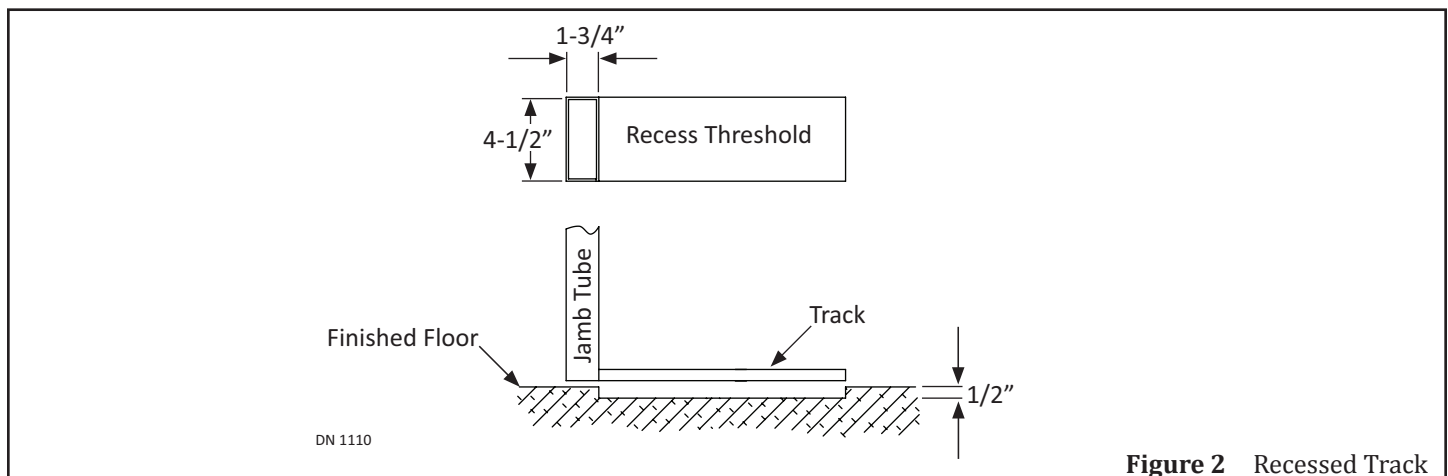 1-3/4”
4-1/2”
Recess Threshold
Jamb Tube
Track
Finished Floor
1/2”
DN 1110
Figure 2 Recessed Track